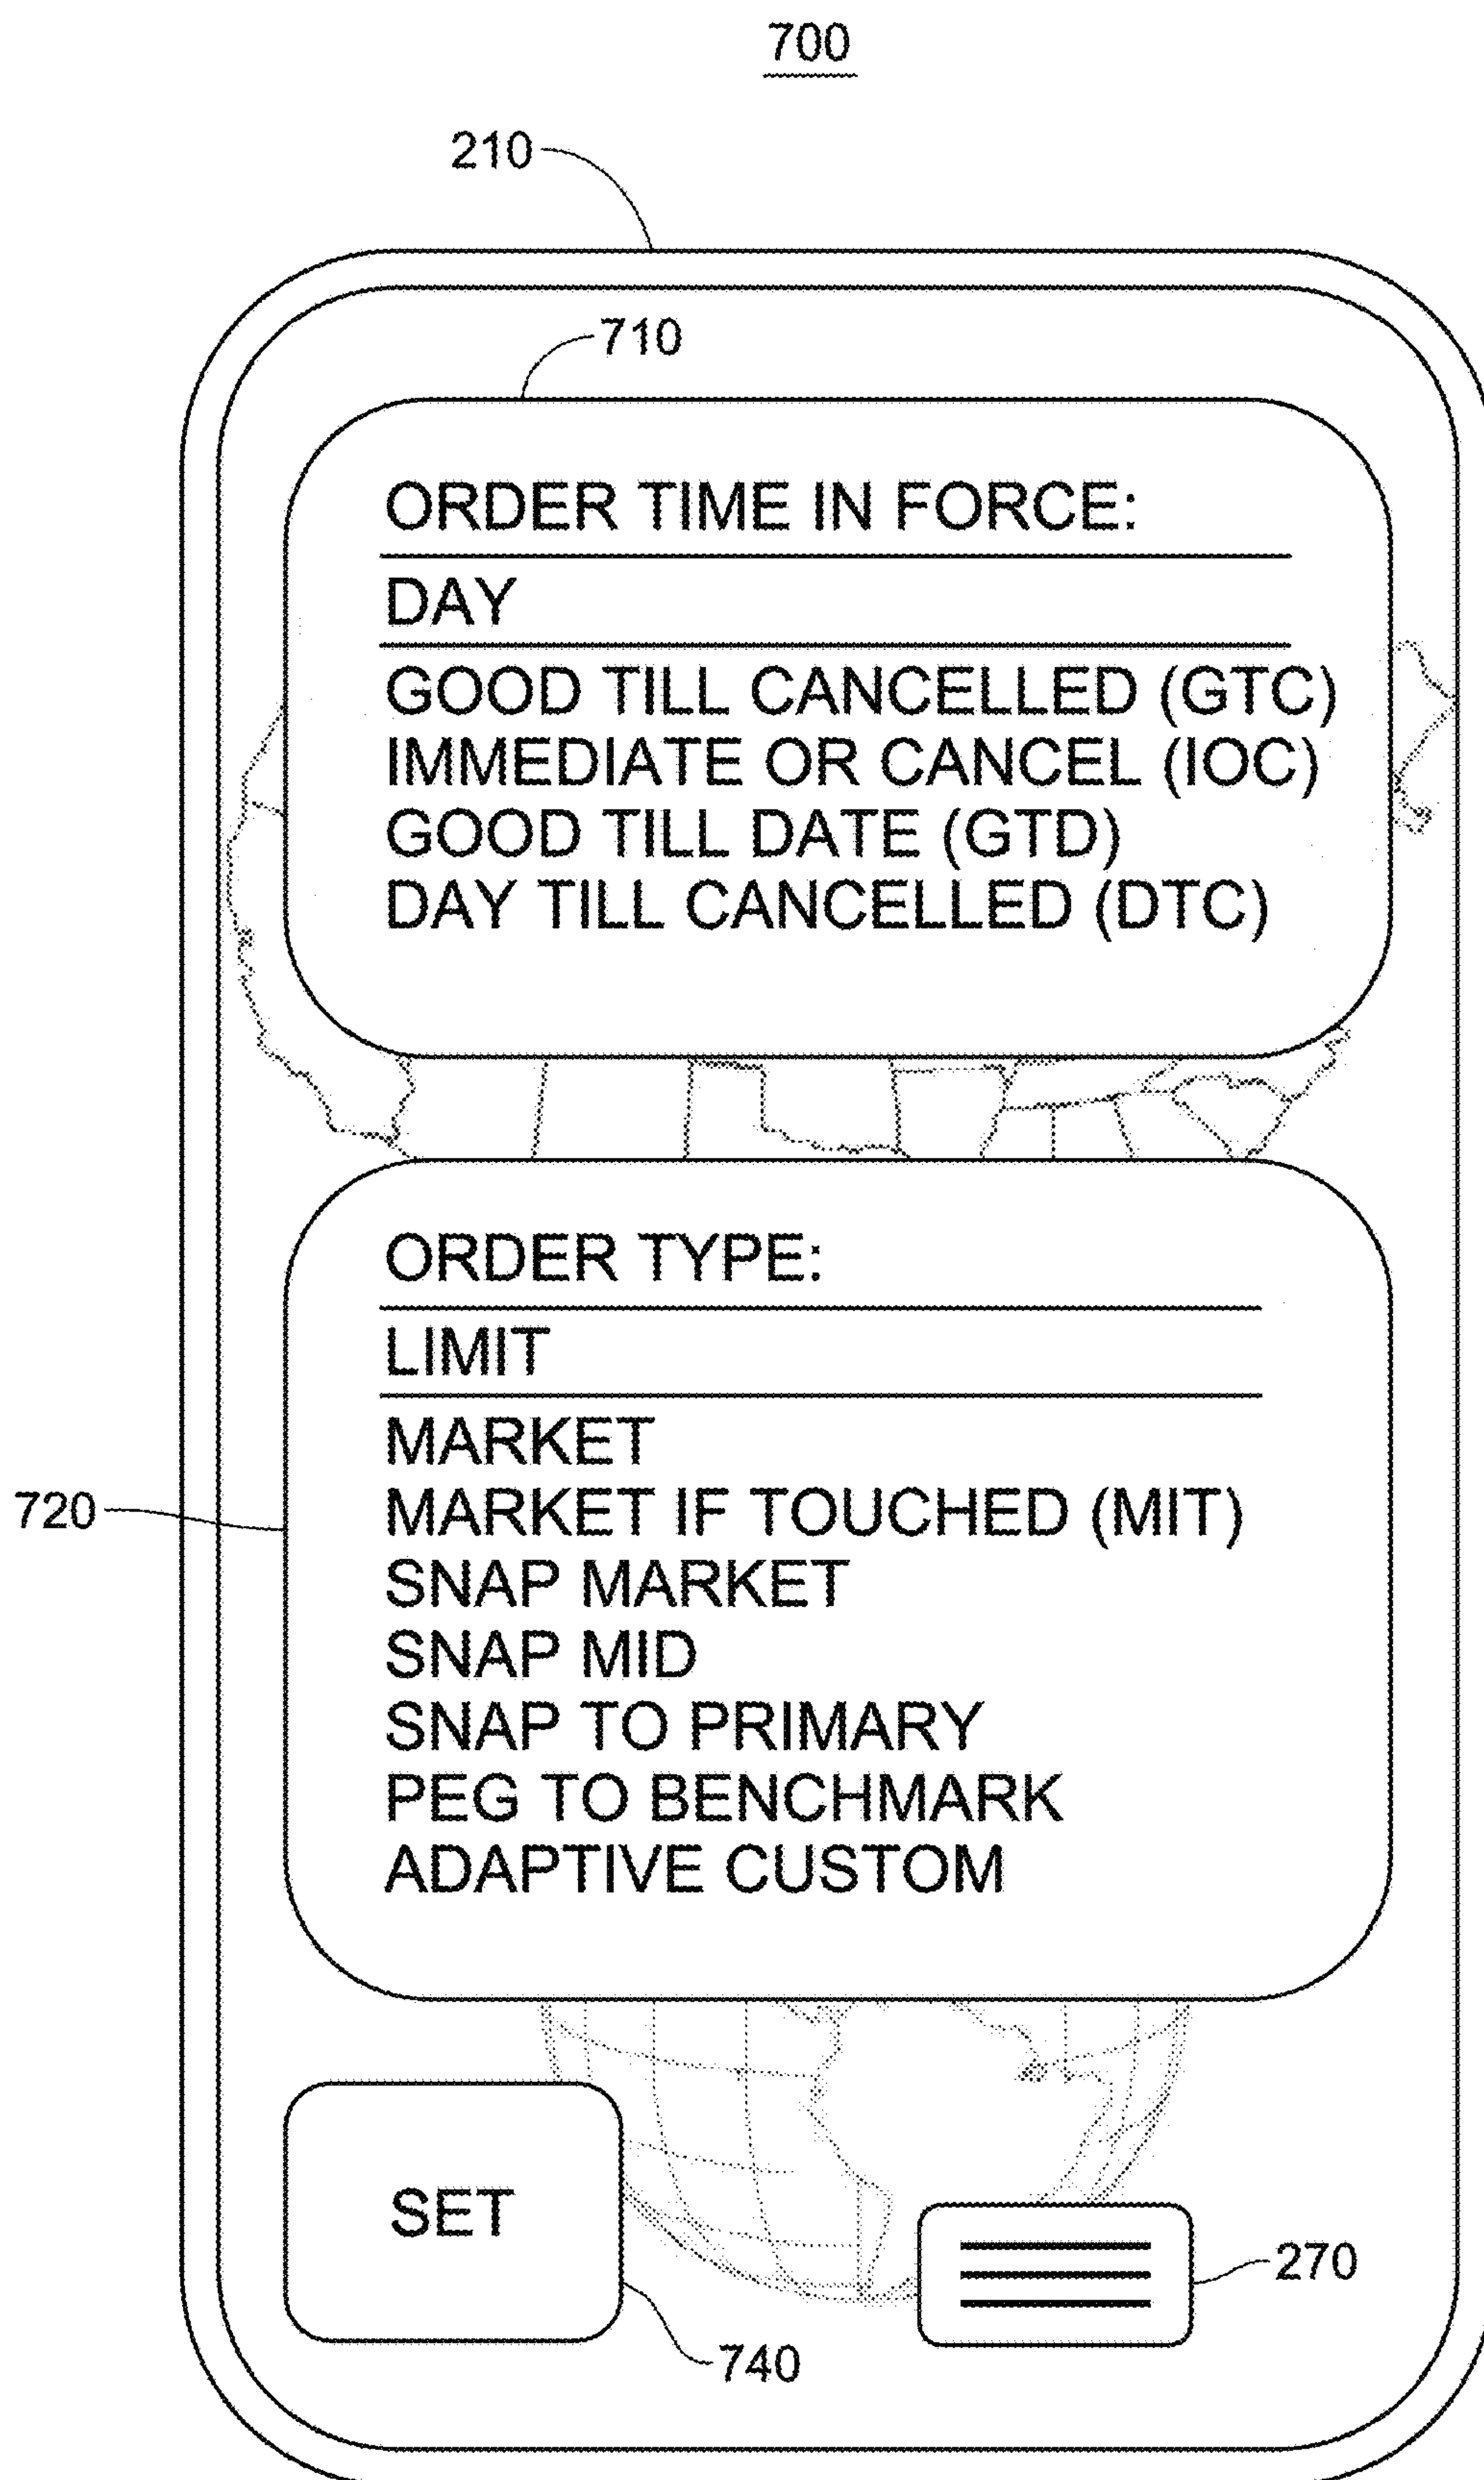 700
210
710
ORDER TIME IN FORCE:
DAY
GOOD TILL CANCELLED (GTC)
IMMEDIATE OR CANCEL (IOC)
GOOD TILL DATE (GTD)
DAY TILL CANCELLED (DTC)
ORDER TYPE:
LIMIT
MARKET
MARKET IF TOUCHED (MIT)
720
SNAP MARKET
SNAP MID
SNAP TO PRIMARY
PEG TO BENCHMARK
ADAPTIVE CUSTOM
SET
270
740